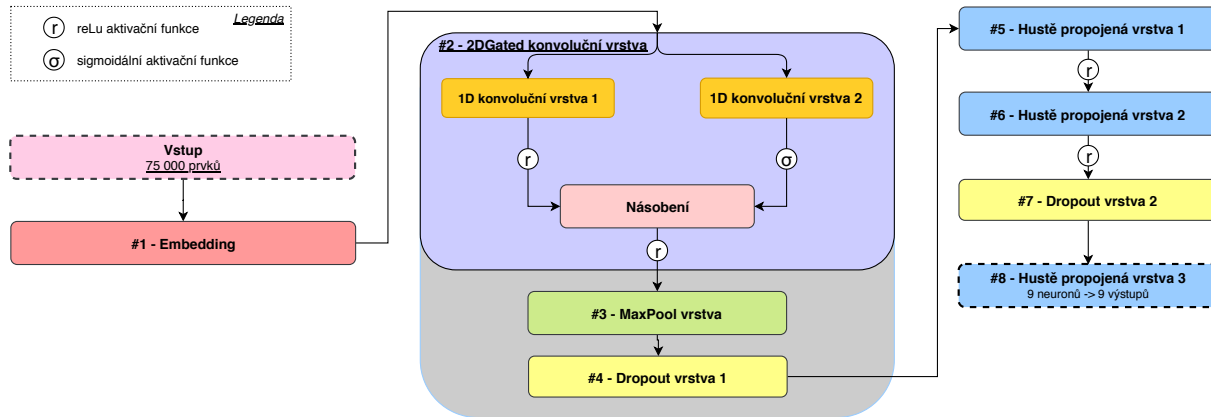 Legenda
r
reLu aktivační funkce
σ
sigmoidální aktivační funkce
Vstup
75 000 prvků
#1 - Embedding
#2 - 2DGated konvoluční vrstva
1D konvoluční vrstva 1
1D konvoluční vrstva 2
r
σ
Násobení
r
#3 - MaxPool vrstva
#4 - Dropout vrstva 1
#5 - Hustě propojená vrstva 1
r
#6 - Hustě propojená vrstva 2
r
#7 - Dropout vrstva 2
#8 - Hustě propojená vrstva 3
9 neuronů -> 9 výstupů